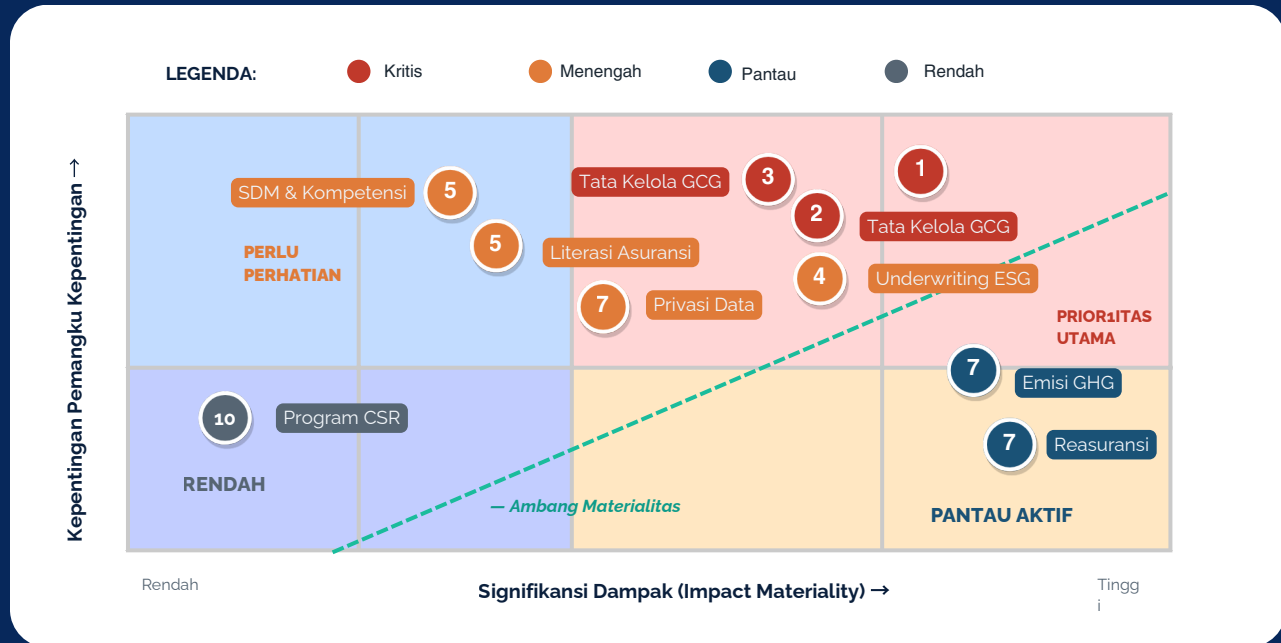 LEGENDA:
Kritis
Menengah
Pantau
Rendah
Kepentingan Pemangku Kepentingan →
1
3
Tata Kelola GCG
SDM & Kompetensi
5
2
Tata Kelola GCG
5
Literasi Asuransi
PERLU
PERHATIAN
4
Underwriting ESG
7
Privasi Data
PRIOR1ITAS
UTAMA
7
Emisi GHG
10
Program CSR
7
Reasuransi
RENDAH
— Ambang Materialitas
PANTAU AKTIF
Rendah
Signifikansi Dampak (Impact Materiality) →
Tingg
i